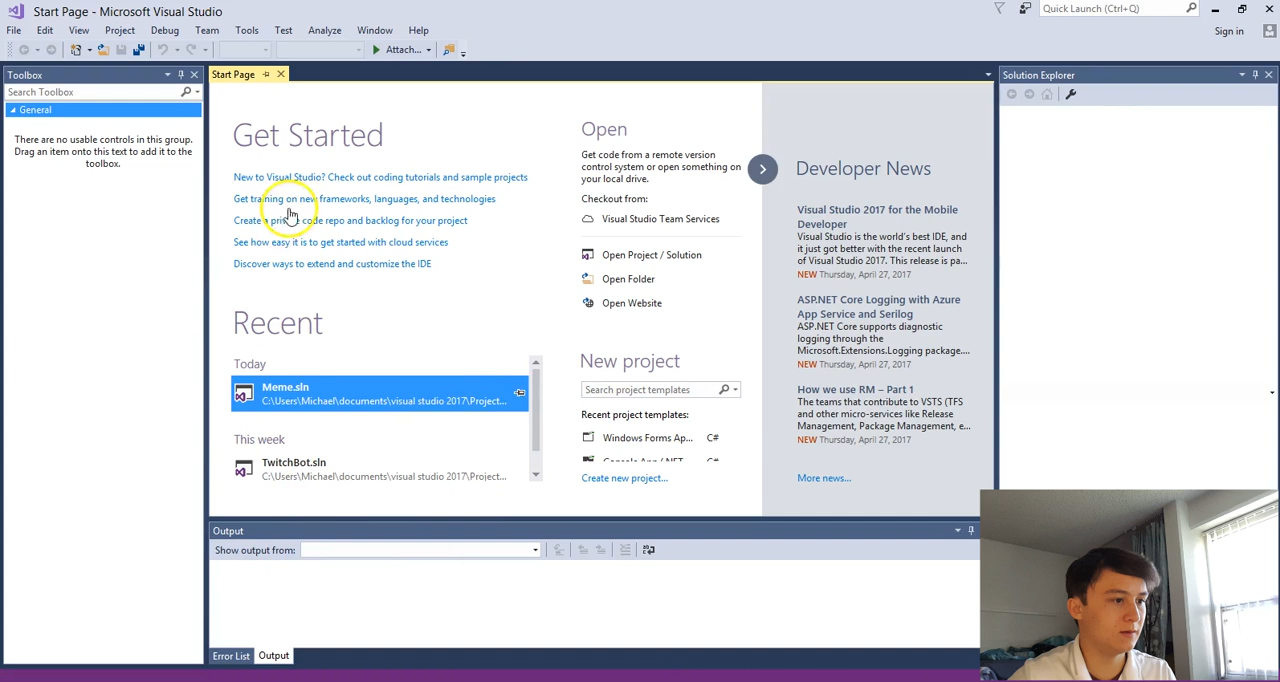 Start Page - Microsoft Visual Studio
Quick Launch (Ctrl+Q)
File Edit View Project Debug Team Tools Test Analyze Window Help
Sign in
Attach...
Toolbox
Search Toolbox
General
There are no usable controls in this group.
Drag an item onto this text to add it to the
toolbox.
Start Page
Get Started
New to Visual Studio? Check out coding tutorials and sample projects
Get training on new frameworks, languages, and technologies
Create a private code repo and backlog for your project
See how easy it is to get started with cloud services
Discover ways to extend and customize the IDE
Recent
Today
Meme.sln
C:\Users\Michael\documents\visual studio 2017\Project...
This week
TwitchBot.sln
C:\Users\Michael\documents\visual studio 2017\Project...
Open
Get code from a remote version
control system or open something on
your local drive.
Checkout from:
Visual Studio Team Services
Open Project / Solution
Open Folder
Open Website
New project
Search project templates
Recent project templates:
Windows Forms Ap... C#
Create new project...
Developer News
Visual Studio 2017 for the Mobile
Developer
Visual Studio is the world's best IDE, and
it just got better with the recent launch
of Visual Studio 2017. This release is pa...
NEW Thursday, April 27, 2017
ASP.NET Core Logging with Azure
App Service and Serilog
ASP.NET Core supports diagnostic
logging through the
Microsoft.Extensions.Logging package....
NEW Thursday, April 27, 2017
How we use RM – Part 1
The teams that contribute to VSTS (TFS
and other micro-services like Release
Management, Package Management, e...
NEW Thursday, April 27, 2017
More news...
Solution Explorer
Output
Show output from:
Error List Output